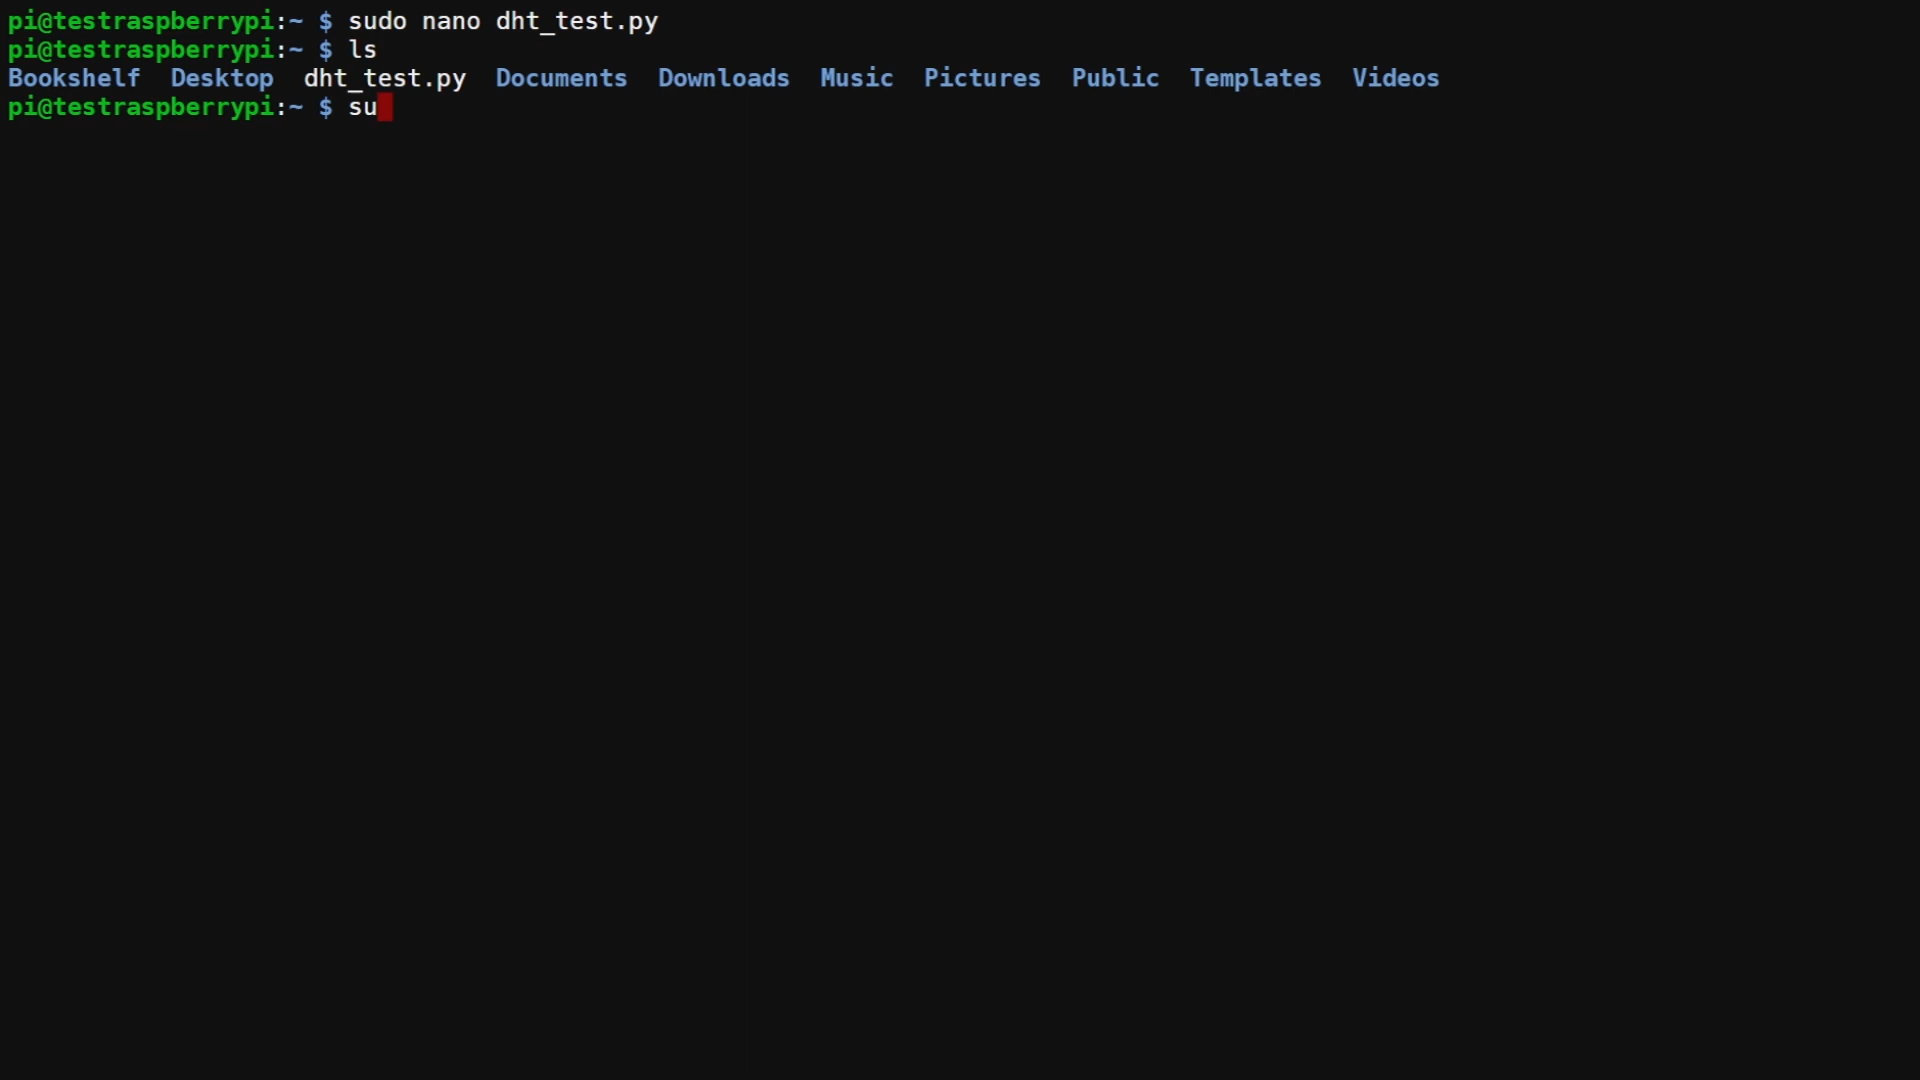 pi@testraspberrypi:~ $ sudo nano dht_test.py
pi@testraspberrypi:~ $ ls
Bookshelf  Desktop  dht_test.py  Documents  Downloads  Music  Pictures  Public  Templates  Videos
pi@testraspberrypi:~ $ su